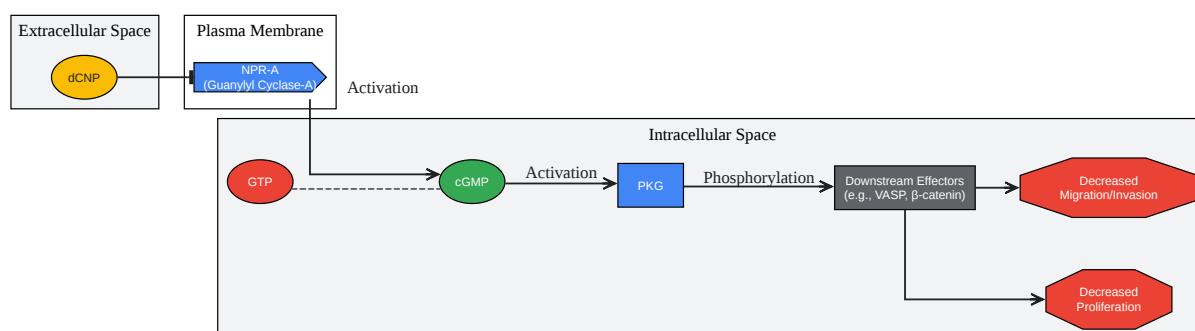 Extracellular Space
Plasma Membrane
dCNP
NPR-A
(Guanylyl Cyclase-A)
Activation
Intracellular Space
GTP
cGMP
Activation
PKG
Phosphorylation
Downstream Effectors
(e.g., VASP, β-catenin)
Decreased
Migration/Invasion
Decreased
Proliferation